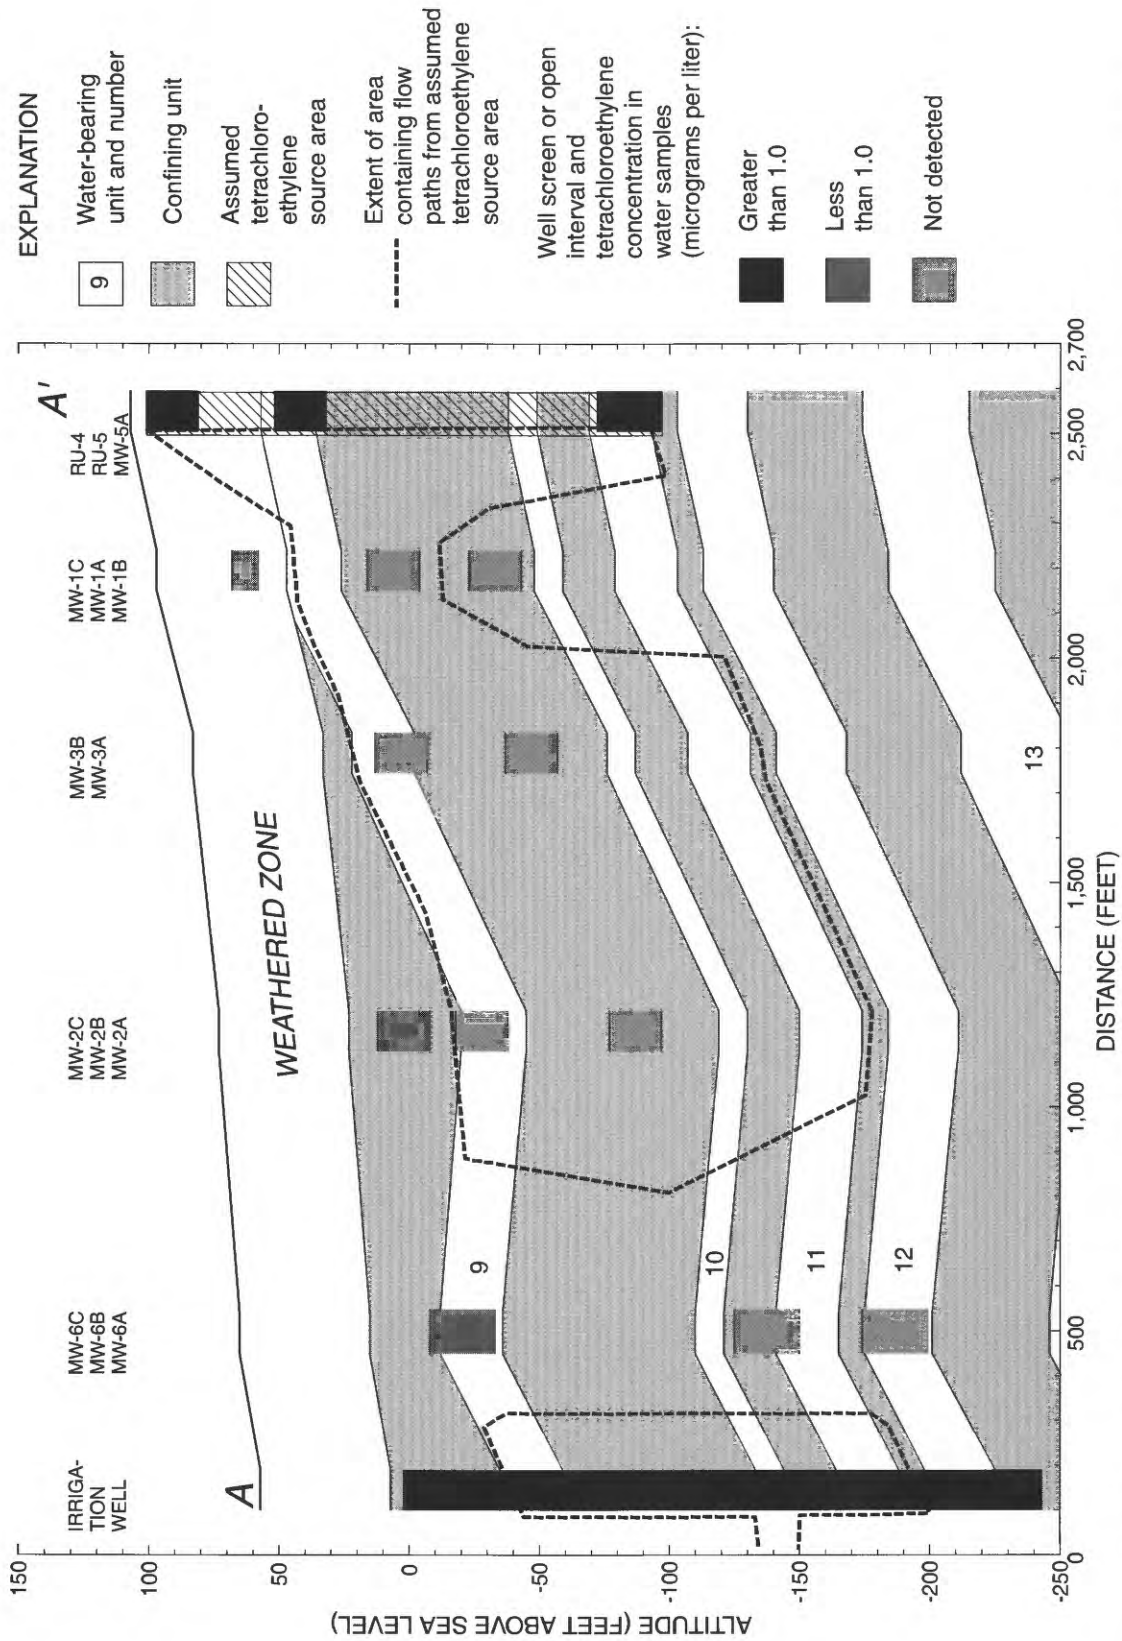 EXPLANATION
9
Water-bearing
unit and number
Confining unit
Assumed
tetrachloro-
ethylene
source area
Extent of area
containing flow
paths from assumed
tetrachloroethylene
source area
Well screen or open
interval and
tetrachloroethylene
concentration in
water samples
(micrograms per liter):
Greater
than 1.0
Less
than 1.0
Not detected
IRRIGA-
TION
WELL
MW-6C
MW-6B
MW-6A
MW-2C
MW-2B
MW-2A
MW-3B
MW-3A
MW-1C
MW-1A
MW-1B
RU-4
RU-5
MW-5A
A
A'
WEATHERED ZONE
9
10
11
12
13
150
100
50
0
-50
-100
-150
-200
-250
ALTITUDE (FEET ABOVE SEA LEVEL)
0
500
1,000
1,500
2,000
2,500
2,700
DISTANCE (FEET)